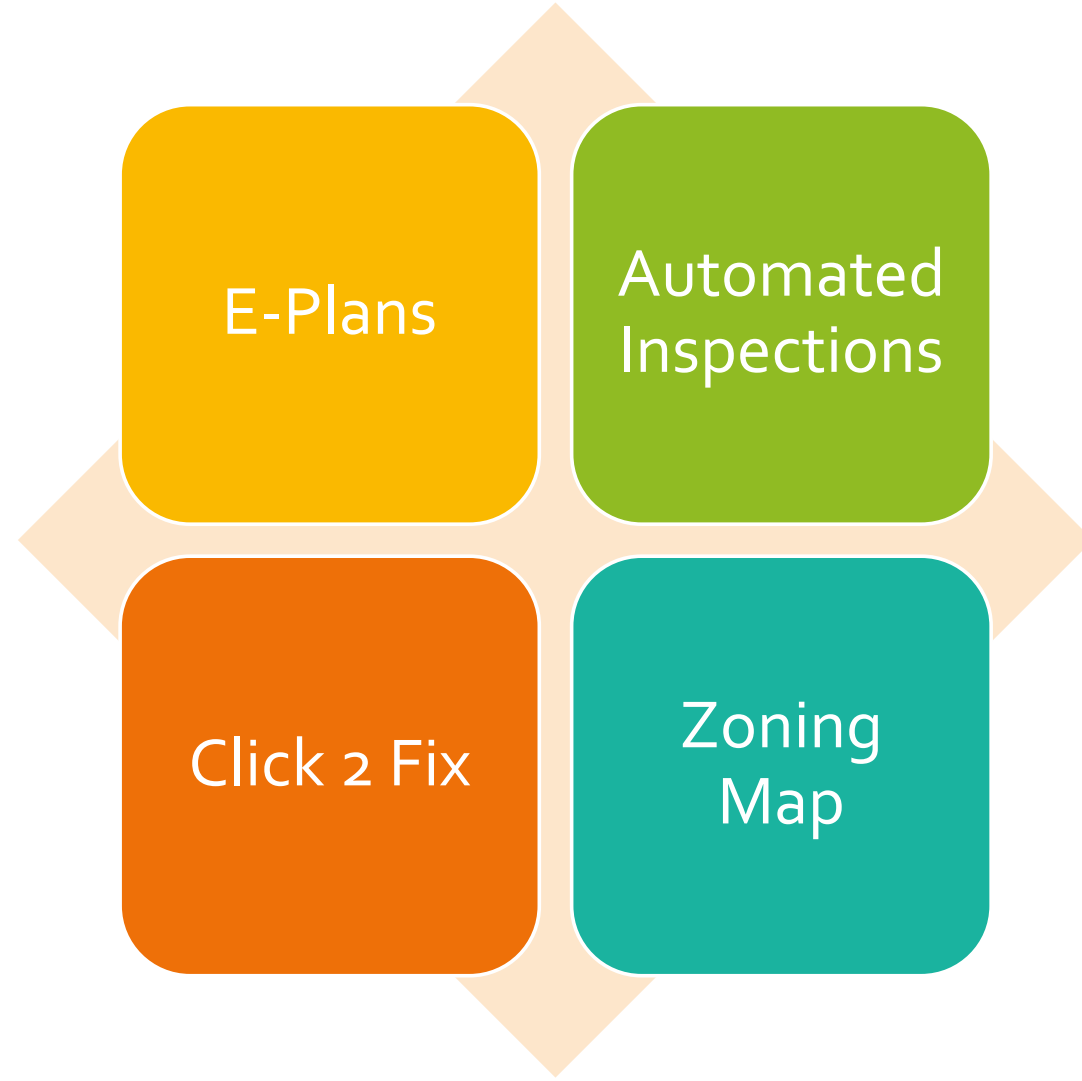 E-Plans
Automated
Inspections
Click 2 Fix
Zoning
Map